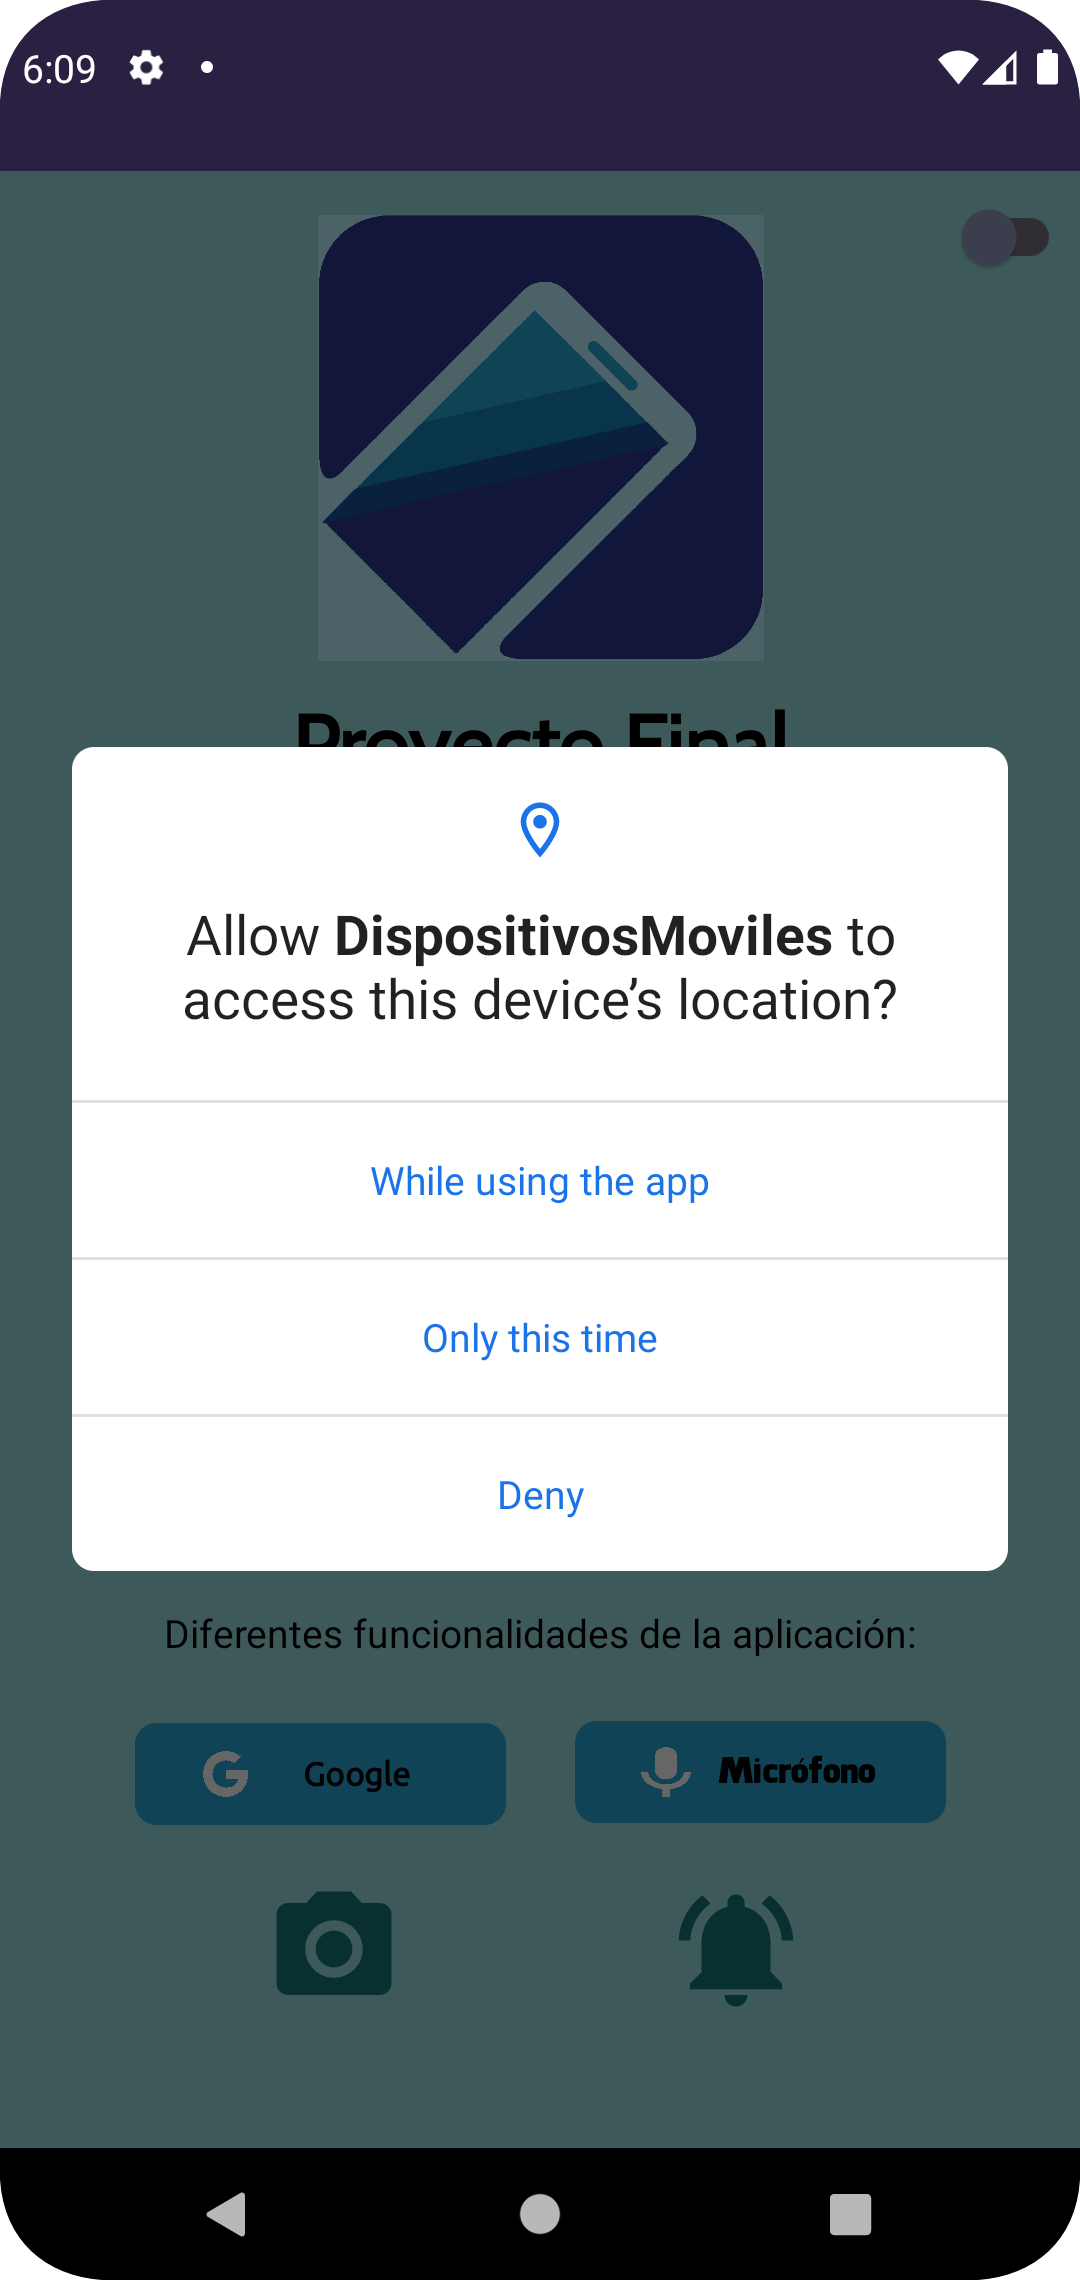 6:09
Proyecto Final
Allow DispositivosMoviles to
access this device’s location?
While using the app
Only this time
Deny
Diferentes funcionalidades de la aplicación:
Google
Micrófono